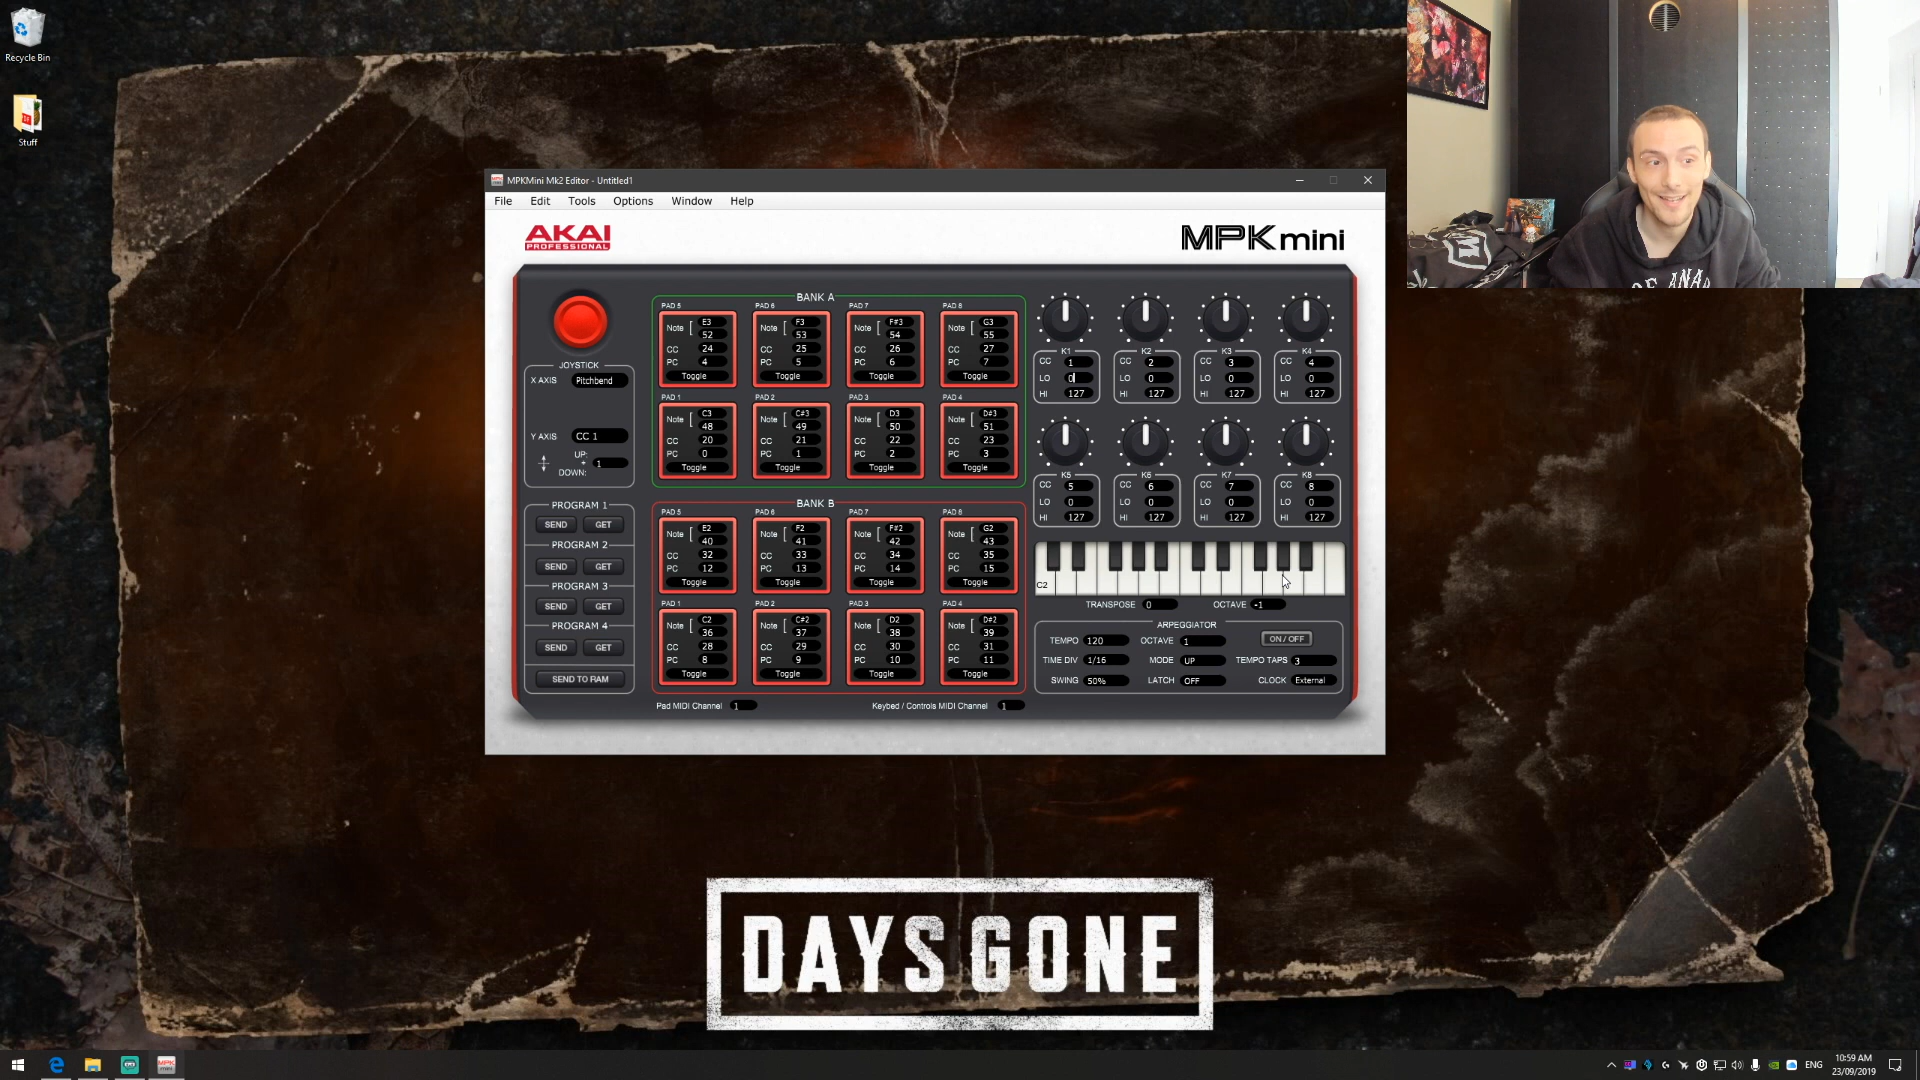 Recycle Bin
Stuff
MPKMini Mk2 Editor - Untitled1
File Edit Tools Options Window Help
AKAI
PROFESSIONAL
MPKmini
JOYSTICK
X AXIS Pitchbend
Y AXIS CC 1
UP:
+ 1
DOWN:
PROGRAM 1
SEND GET
PROGRAM 2
SEND GET
PROGRAM 3
SEND GET
PROGRAM 4
SEND GET
SEND TO RAM
BANK A
PAD 5 PAD 6 PAD 7 PAD 8
E3 F3 F#3 G3
Note [ 52 Note [ 53 Note [ 54 Note [ 55
CC 24 CC 25 CC 26 CC 27
PC 4 PC 5 PC 6 PC 7
Toggle Toggle Toggle Toggle
PAD 1 PAD 2 PAD 3 PAD 4
C3 C#3 D3 D#3
Note [ 48 Note [ 49 Note [ 50 Note [ 51
CC 20 CC 21 CC 22 CC 23
PC 0 PC 1 PC 2 PC 3
Toggle Toggle Toggle Toggle
BANK B
PAD 5 PAD 6 PAD 7 PAD 8
E2 F2 F#2 G2
Note [ 40 Note [ 41 Note [ 42 Note [ 43
CC 32 CC 33 CC 34 CC 35
PC 12 PC 13 PC 14 PC 15
Toggle Toggle Toggle Toggle
PAD 1 PAD 2 PAD 3 PAD 4
C2 C#2 D2 D#2
Note [ 36 Note [ 37 Note [ 38 Note [ 39
CC 28 CC 29 CC 30 CC 31
PC 8 PC 9 PC 10 PC 11
Toggle Toggle Toggle Toggle
Pad MIDI Channel 1 Keybed / Controls MIDI Channel 1
K1 K2 K3 K4
CC 1 CC 2 CC 3 CC 4
LO 0 LO 0 LO 0 LO 0
HI 127 HI 127 HI 127 HI 127
K5 K6 K7 K8
CC 5 CC 6 CC 7 CC 8
LO 0 LO 0 LO 0 LO 0
HI 127 HI 127 HI 127 HI 127
C2
TRANSPOSE 0 OCTAVE -1
ARPEGGIATOR
TEMPO 120 OCTAVE 1 ON / OFF
TIME DIV 1/16 MODE UP TEMPO TAPS 3
SWING 50% LATCH OFF CLOCK External
DAYS GONE
ENG
10:59 AM
23/09/2019